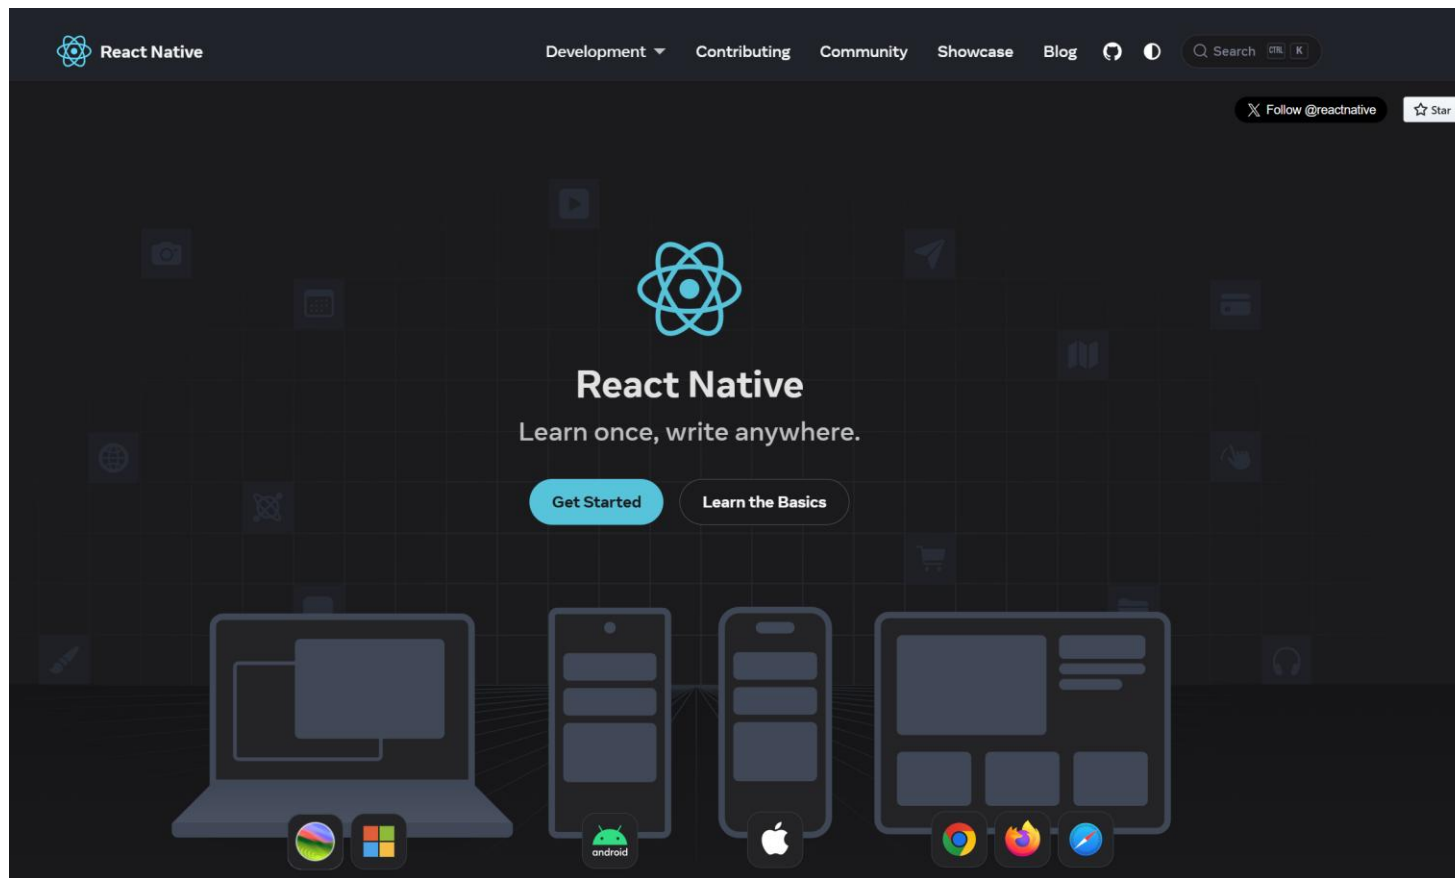 React Native
Development Contributing Community Showcase Blog Search CTRL K
Follow @reactnative Star
React Native
Learn once, write anywhere.
Get Started Learn the Basics
android